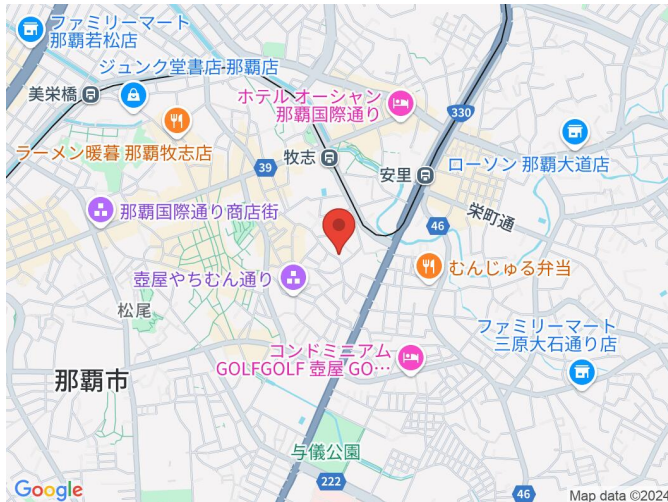 ファミリーマート
那覇若松店
ジュンク堂書店-那覇店
美栄橋
ホテル オーシャン
那覇国際通り
330
ラーメン暖暮 那覇牧志店
牧志
ローソン 那覇大道店
39
安里
那覇国際通り商店街
栄町通
46
むんじゅる弁当
壺屋やちむん通り
松尾
ファミリーマート
三原大石通り店
コンドミニアム
GOLFGOLF 壺屋 GO…
那覇市
与儀公園
222
46
Google
Map data ©2024